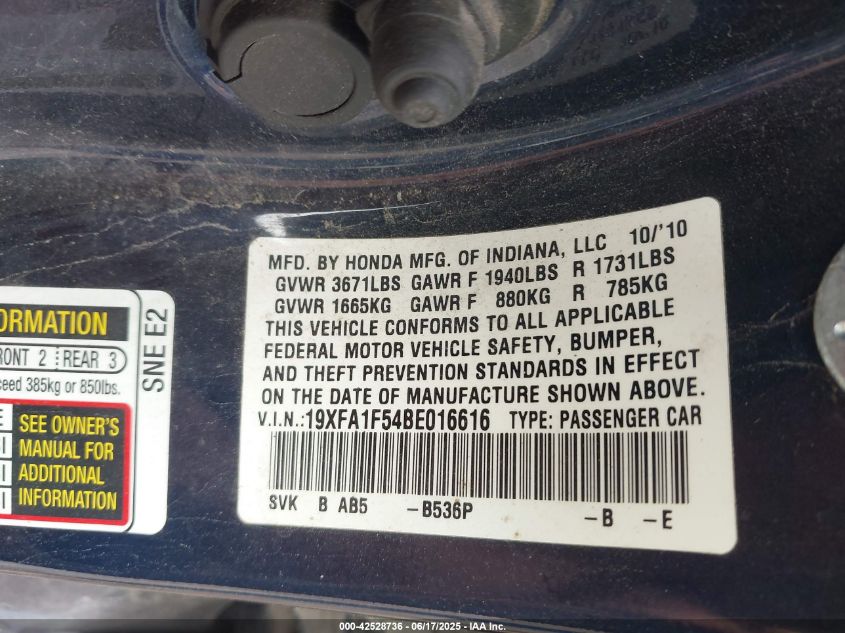 MFD. BY HONDA MFG. OF INDIANA, LLC 10/'10
GVWR 3671LBS GAWR F 1940LBS R 1731LBS
GVWR 1665KG GAWR F 880KG R 785KG
THIS VEHICLE CONFORMS TO ALL APPLICABLE
FEDERAL MOTOR VEHICLE SAFETY, BUMPER,
AND THEFT PREVENTION STANDARDS IN EFFECT
ON THE DATE OF MANUFACTURE SHOWN ABOVE.
V.I.N.:19XFA1F54BE016616 TYPE: PASSENGER CAR
SVK B AB5 -B536P -B -E
ORMATION
RONT 2 REAR 3
ceed 385kg or 850lbs.
SEE OWNER'S
MANUAL FOR
ADDITIONAL
INFORMATION
SNE E2
000-42528736 - 06/17/2025 - IAA, Inc.